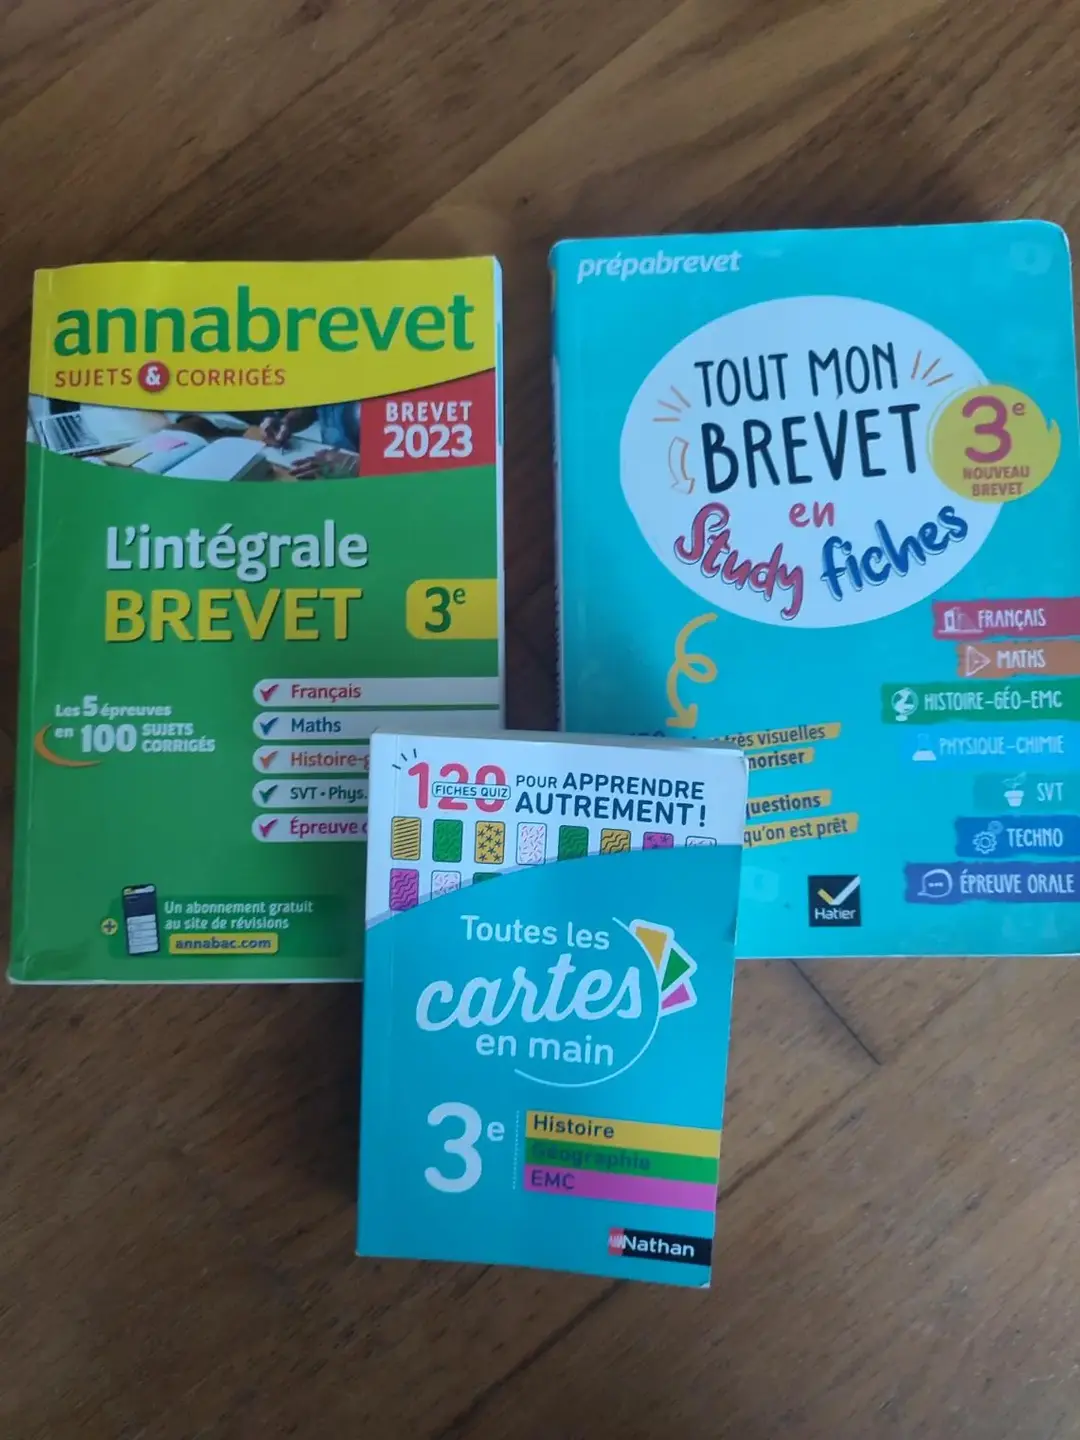 annabrevet
SUJETS & CORRIGÉS
BREVET
2023
L'intégrale
BREVET 3e
Les 5 épreuves
en 100 SUJETS
CORRIGÉS
Français
Maths
Histoire-g
SVT • Phys.
Épreuve
+
Un abonnement gratuit
au site de révisions
annabac.com
prépabrevet
TOUT MON
BREVET
en
Study fiches
3e
NOUVEAU
BREVET
FRANÇAIS
MATHS
HISTOIRE-GÉO-EMC
PHYSIQUE-CHIMIE
SVT
TECHNO
ÉPREUVE ORALE
très visuelles
moriser
questions
qu'on est prêt
Hatier
120
FICHES QUIZ
POUR APPRENDRE
AUTREMENT !
Toutes les
cartes
en main
3e
Histoire
Géographie
EMC
Nathan